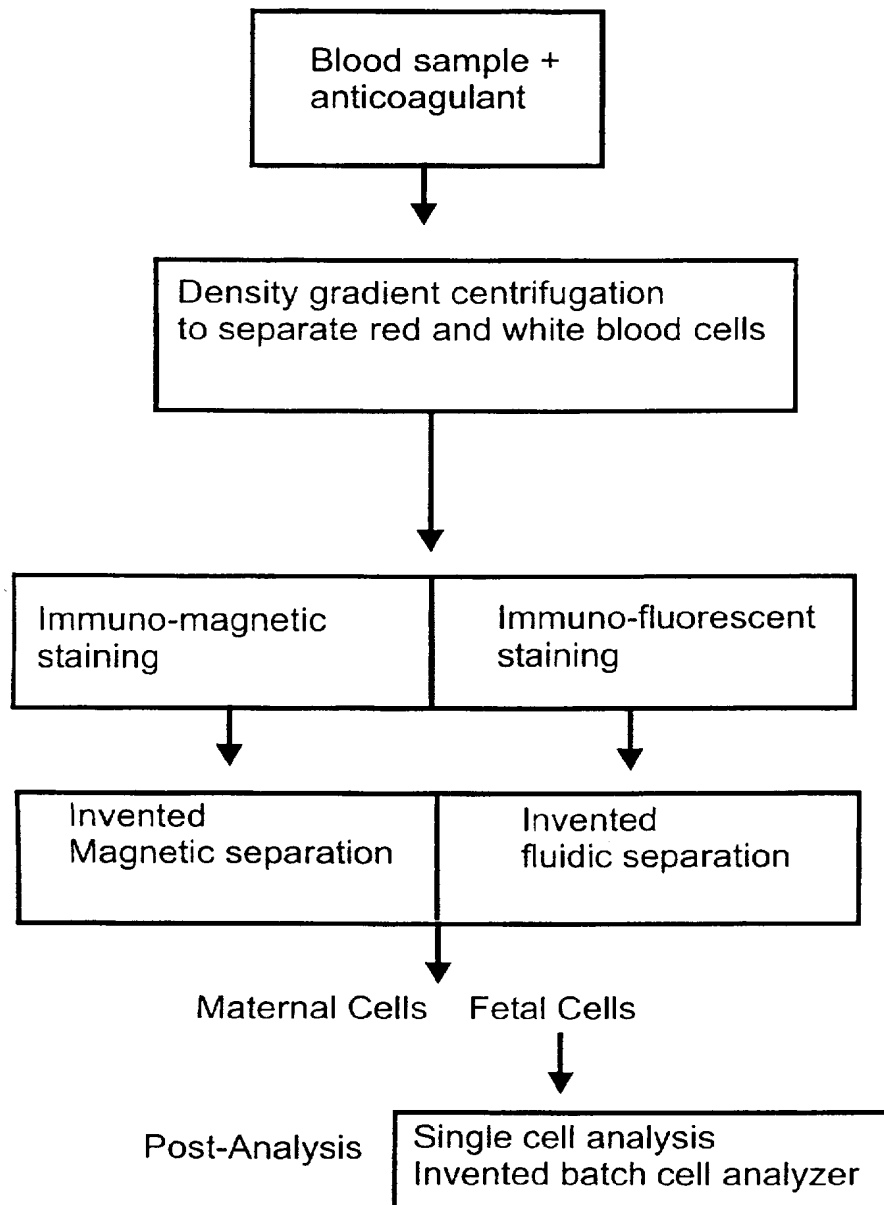 Blood sample +
anticoagulant
Density gradient centrifugation
to separate red and white blood cells
Immuno-magnetic
staining
Immuno-fluorescent
staining
Invented
Magnetic separation
Invented
fluidic separation
Maternal Cells Fetal Cells
Post-Analysis
Single cell analysis
Invented batch cell analyzer